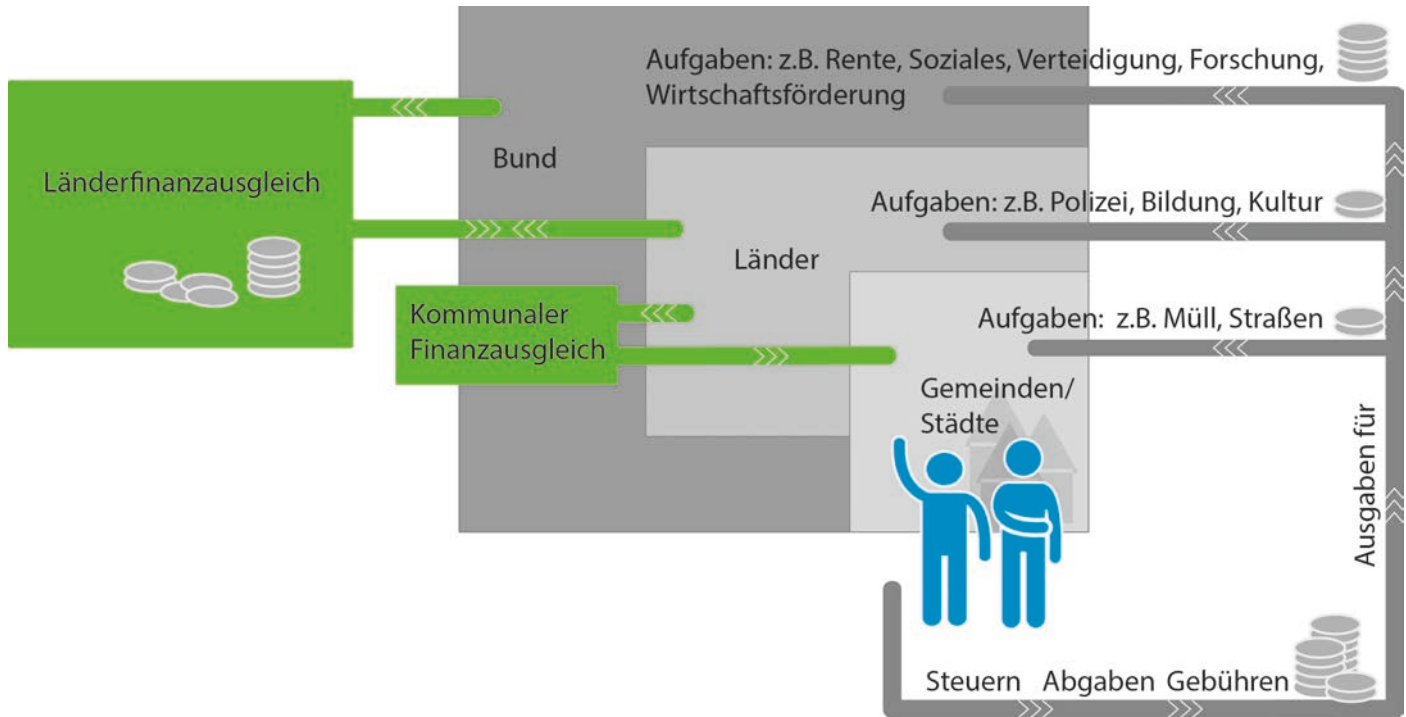 Aufgaben: z.B. Rente, Soziales, Verteidigung, Forschung,
Wirtschaftsförderung
Bund
Länderfinanzausgleich
Aufgaben: z.B. Polizei, Bildung, Kultur
Länder
Kommunaler
Finanzausgleich
Aufgaben: z.B. Müll, Straßen
Gemeinden/
Städte
Ausgaben für
Steuern Abgaben Gebühren